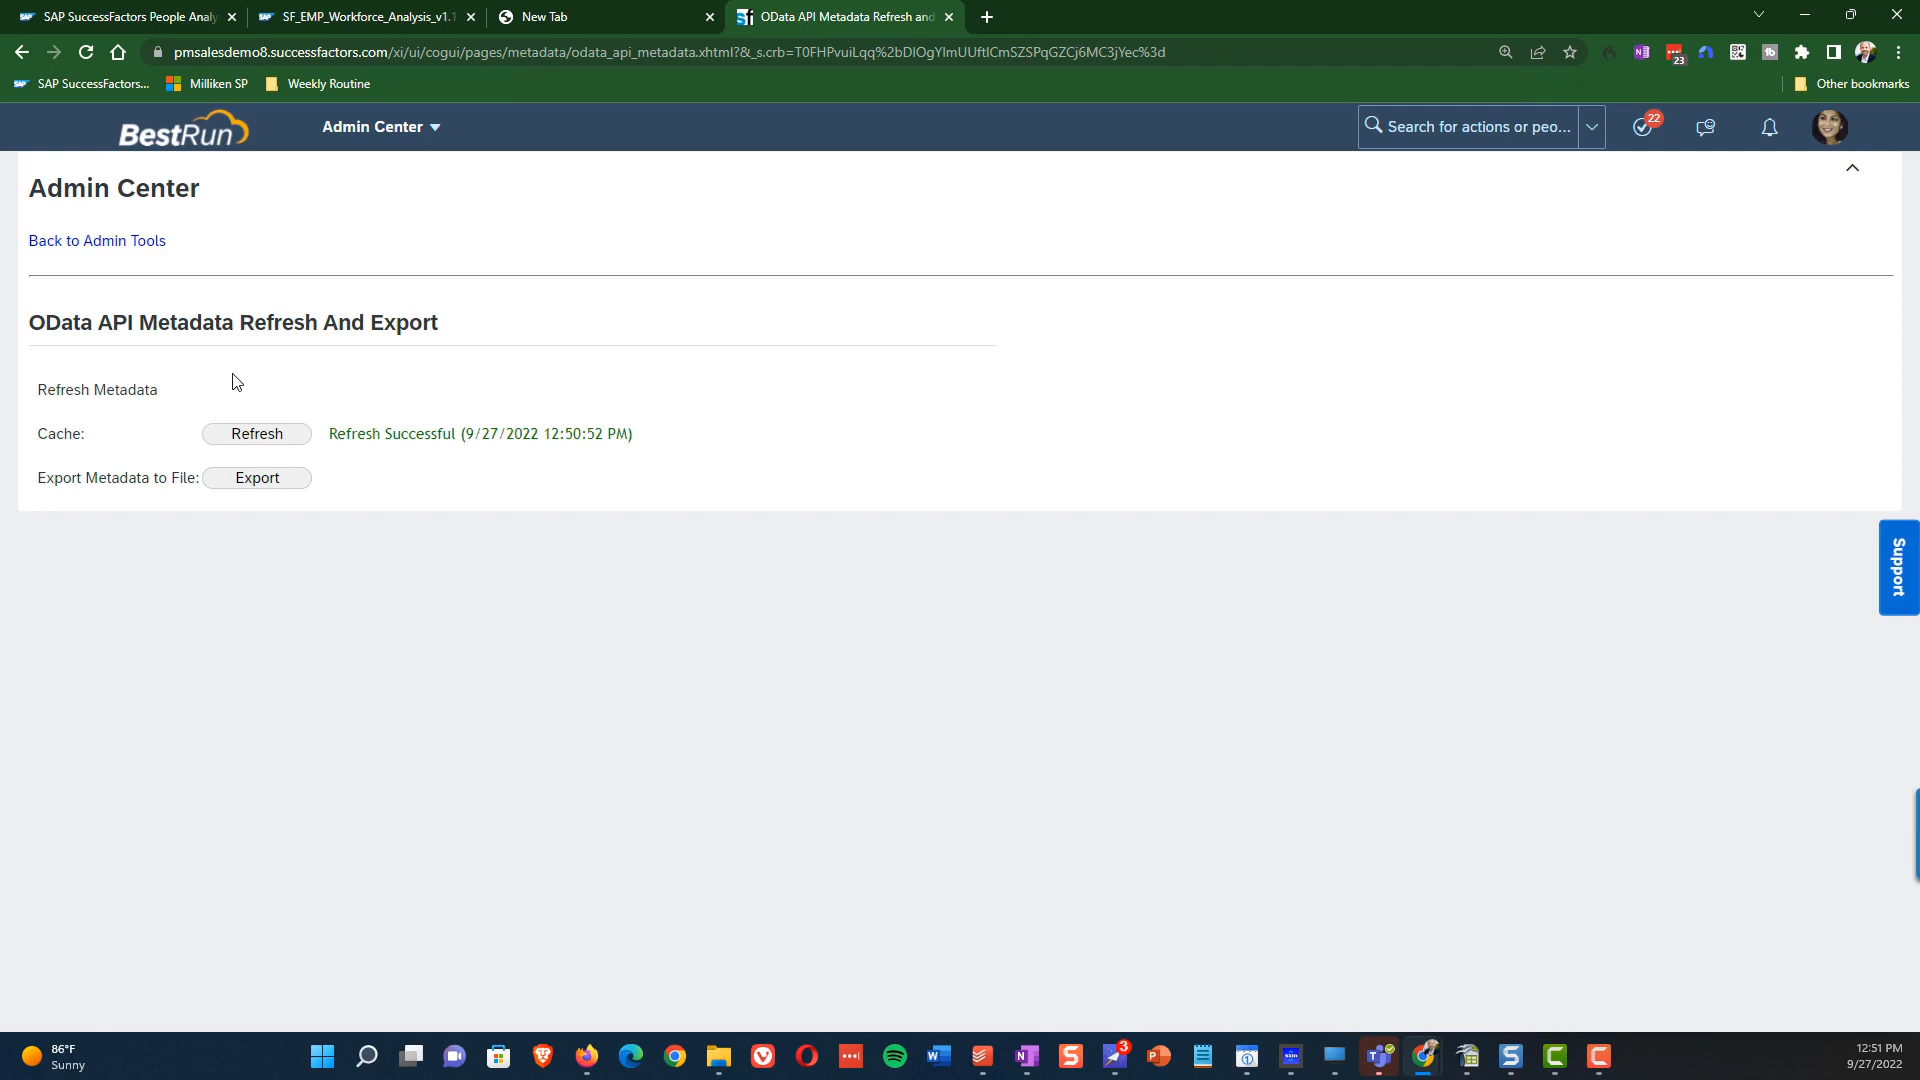 SAP SuccessFactors People Analy
SF_EMP_Workforce_Analysis_v1.1
New Tab
OData API Metadata Refresh and
pmsalesdemo8.successfactors.com/xi/ui/cogui/pages/metadata/odata_api_metadata.xhtml?&_s.crb=T0FHPvuiLqq%2bDlOgYlmUUftlCmSZSPqGZCj6MC3jYec%3d
23
SAP SuccessFactors...
Milliken SP
Weekly Routine
Other bookmarks
BestRun
Admin Center
Search for actions or peo...
22
Admin Center
Back to Admin Tools
OData API Metadata Refresh And Export
Refresh Metadata
Cache:
Refresh
Refresh Successful (9/27/2022 12:50:52 PM)
Export Metadata to File:
Export
Support
86°F
Sunny
3
12:51 PM
9/27/2022